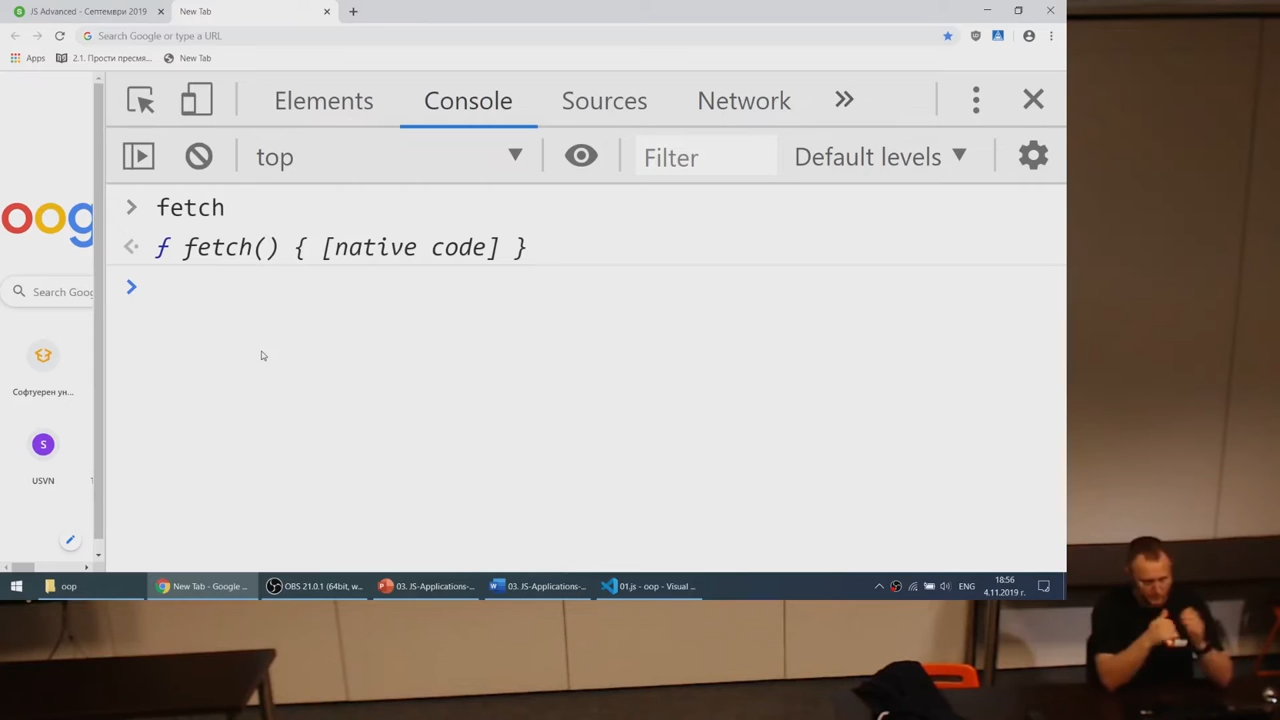 JS Advanced - Септември 2019
New Tab
Search Google or type a URL
Apps
2.1. Прости пресмя...
New Tab
Elements
Console
Sources
Network
top
Filter
Default levels
fetch
ƒ fetch() { [native code] }
oog
Search Goog
Софтуерен ун...
S
USVN
oop
New Tab - Google ...
OBS 21.0.1 (64bit, w...
03. JS-Applications-...
03. JS-Applications-...
01.js - oop - Visual ...
ЕНГ
18:56
4.11.2019 г.